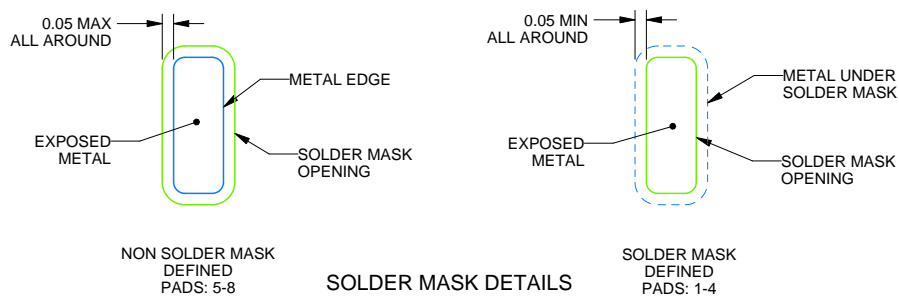 0.05 MAX
ALL AROUND
METAL EDGE
EXPOSED
METAL
SOLDER MASK
OPENING
NON SOLDER MASK
DEFINED
PADS: 5-8
0.05 MIN
ALL AROUND
METAL UNDER
SOLDER MASK
EXPOSED
METAL
SOLDER MASK
OPENING
SOLDER MASK
DEFINED
PADS: 1-4
SOLDER MASK DETAILS